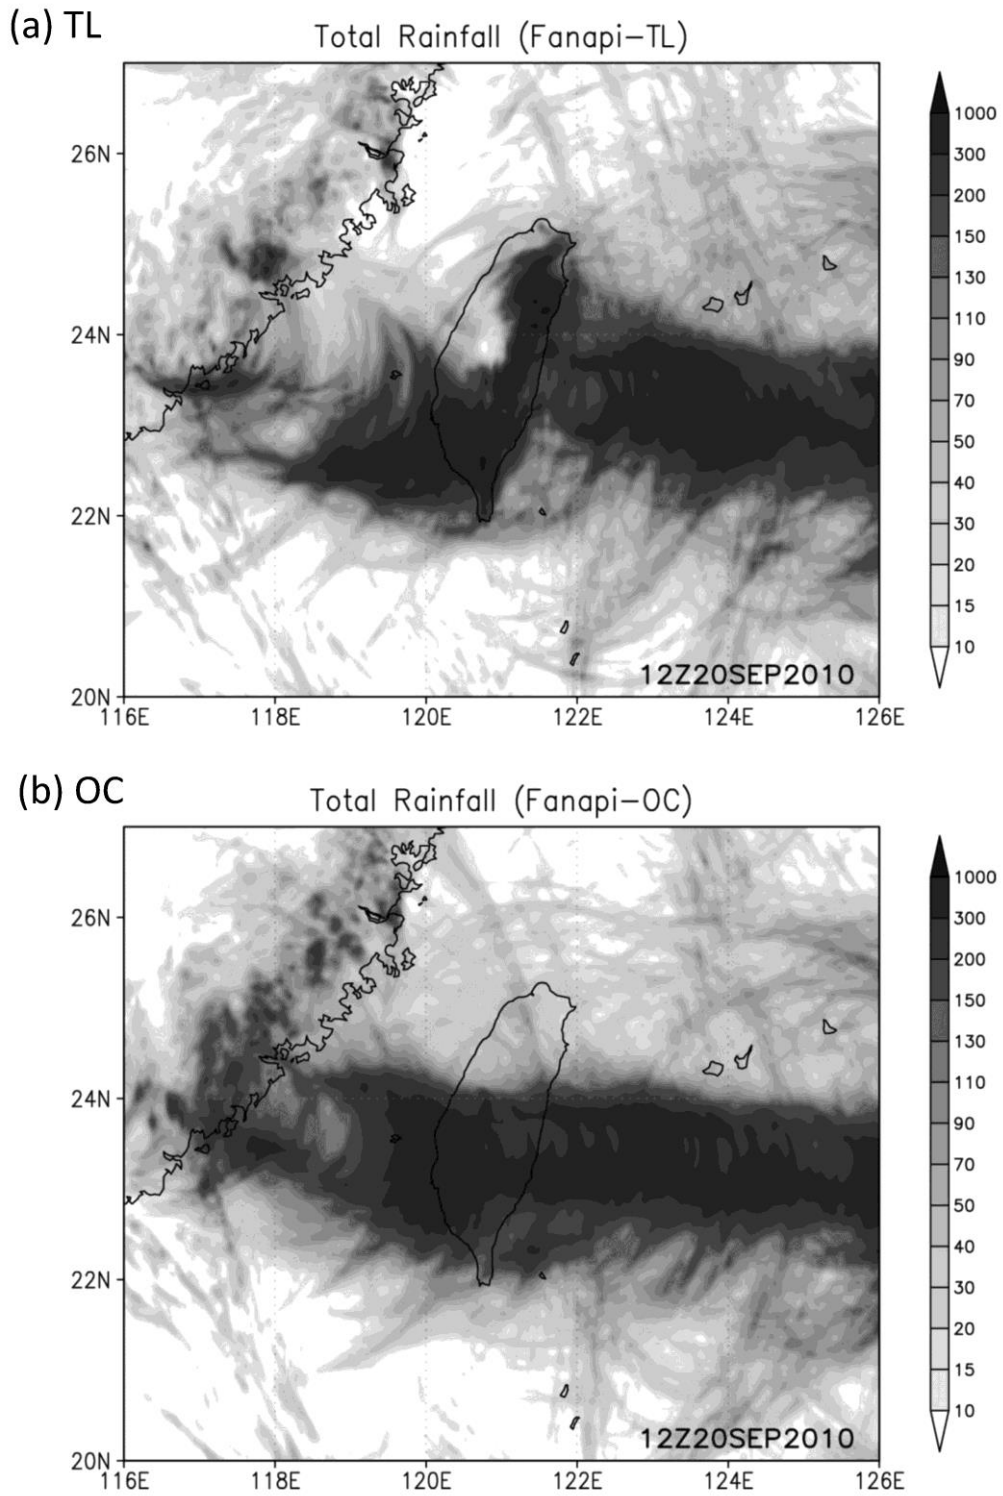 (a) TL
Total Rainfall (Fanapi-TL)
1000
300
200
150
130
110
90
70
50
40
30
20
15
10
26N
24N
22N
20N
12Z20SEP2010
116E 118E 120E 122E 124E 126E
(b) OC
Total Rainfall (Fanapi-OC)
1000
300
200
150
130
110
90
70
50
40
30
20
15
10
26N
24N
22N
20N
12Z20SEP2010
116E 118E 120E 122E 124E 126E